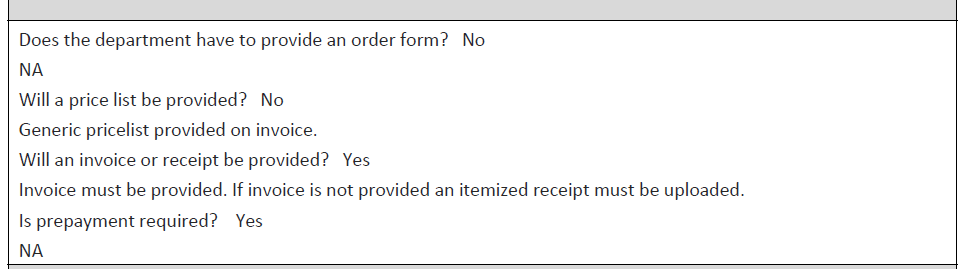 Does the department have to provide an order form? No
NA
Will a price list be provided? No
Generic pricelist provided on invoice.
Will an invoice or receipt be provided? Yes
Invoice must be provided. If invoice is not provided an itemized receipt must be uploaded.
Is prepayment required? Yes
NA